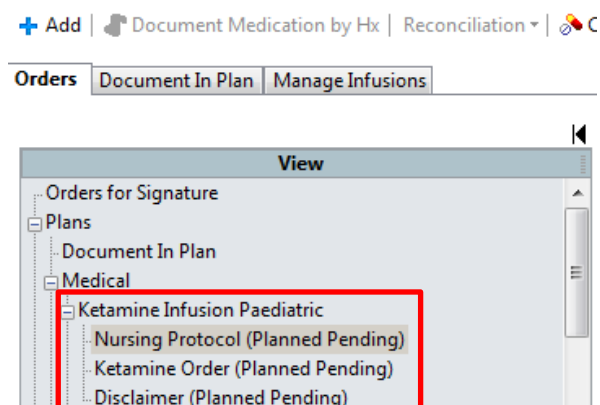 Add Document Medication by Hx Reconciliation
Orders Document In Plan Manage Infusions
View
Orders for Signature
Plans
Document In Plan
Medical
Ketamine Infusion Paediatric
Nursing Protocol (Planned Pending)
Ketamine Order (Planned Pending)
Disclaimer (Planned Pending)